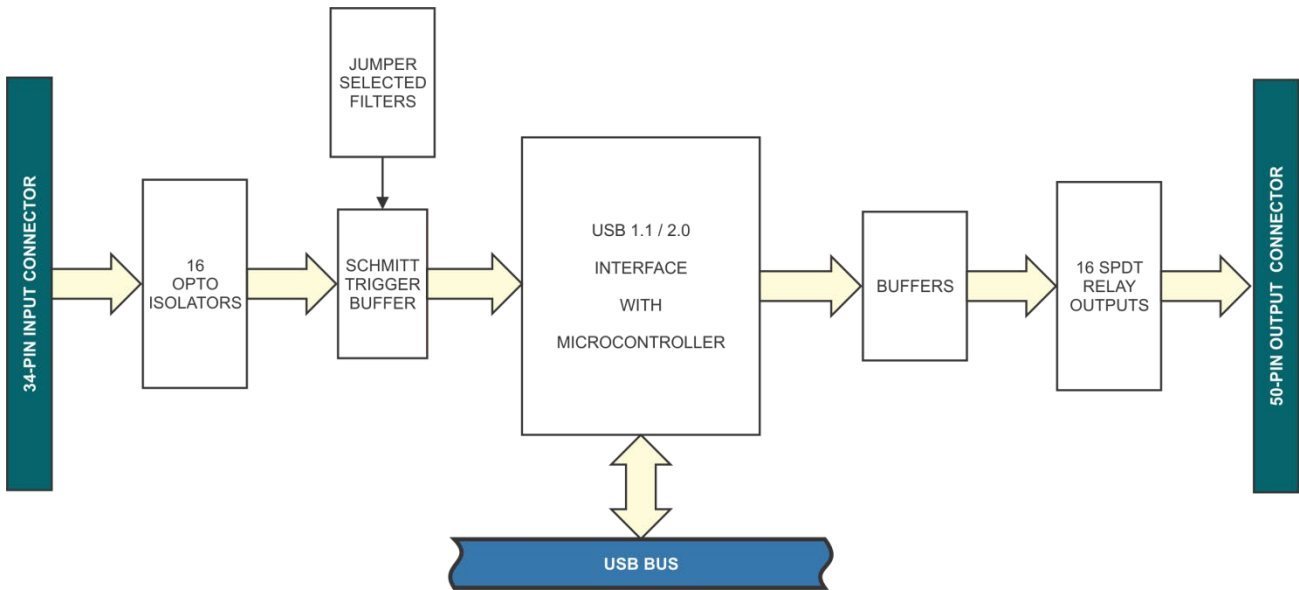 34-PIN INPUT CONNECTOR
16
OPTO
ISOLATORS
JUMPER
SELECTED
FILTERS
SCHMITT
TRIGGER
BUFFER
USB 1.1 / 2.0
INTERFACE
WITH
MICROCONTROLLER
BUFFERS
16 SPDT
RELAY
OUTPUTS
50-PIN OUTPUT CONNECTOR
USB BUS